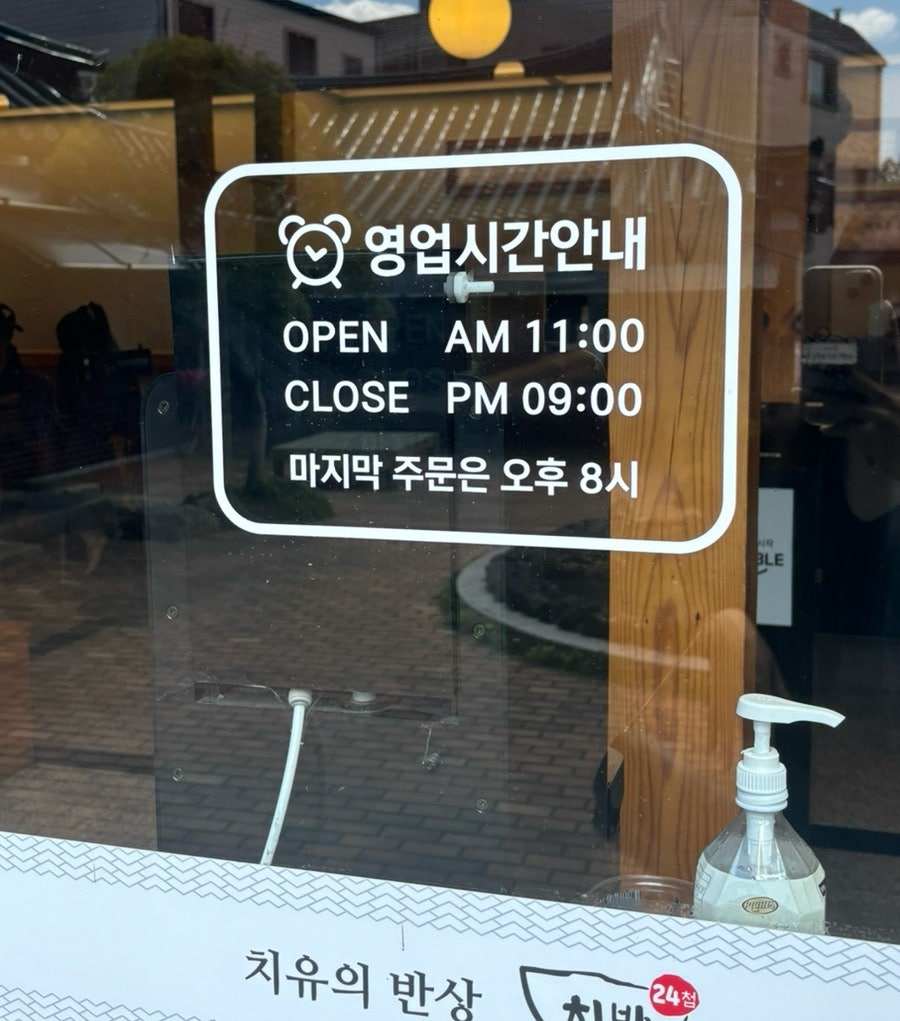 영업시간안내
OPEN AM 11:00
CLOSE PM 09:00
마지막 주문은 오후 8시
치유의 반상
24첩